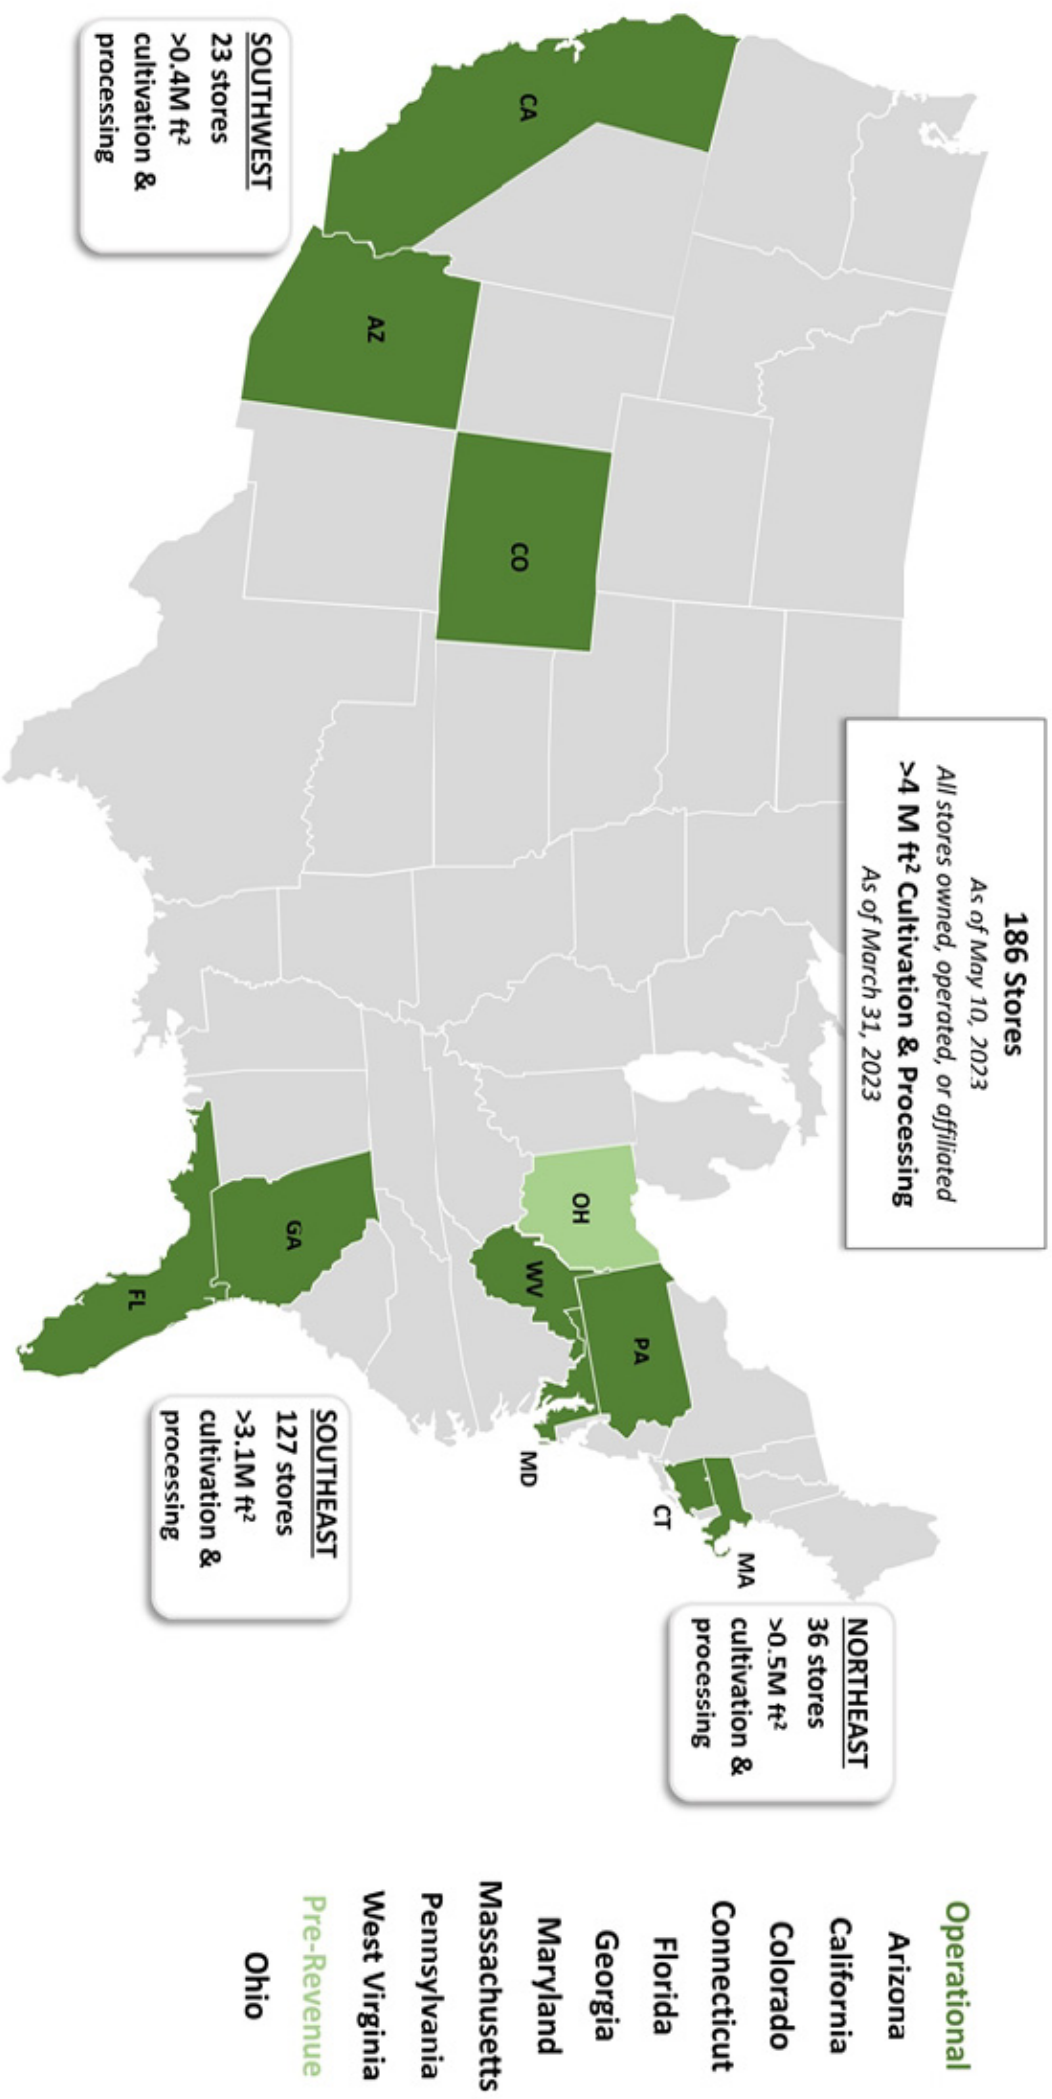 186 Stores
As of May 10, 2023
All stores owned, operated, or affiliated
>4 M ft² Cultivation & Processing
As of March 31, 2023
CA
AZ
CO
OH
WV
PA
GA
FL
MD
CT
MA
SOUTHWEST
23 stores
>0.4M ft²
cultivation &
processing
SOUTHEAST
127 stores
>3.1M ft²
cultivation &
processing
NORTHEAST
36 stores
>0.5M ft²
cultivation &
processing
Operational
Arizona
California
Colorado
Connecticut
Florida
Georgia
Maryland
Massachusetts
Pennsylvania
West Virginia
Pre-Revenue
Ohio